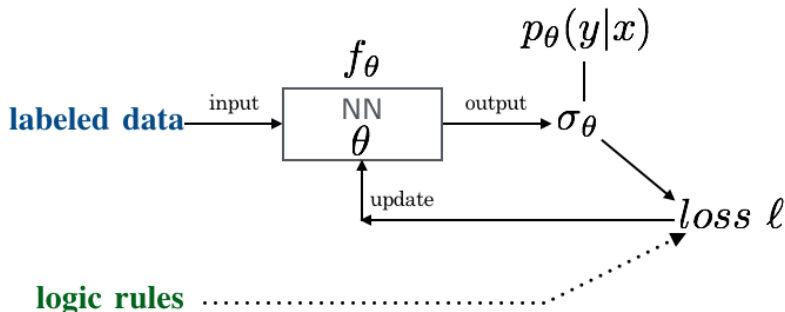 p_θ(y|x)
f_θ
labeled data
input
NN
θ
output
σ_θ
update
loss ℓ
logic rules